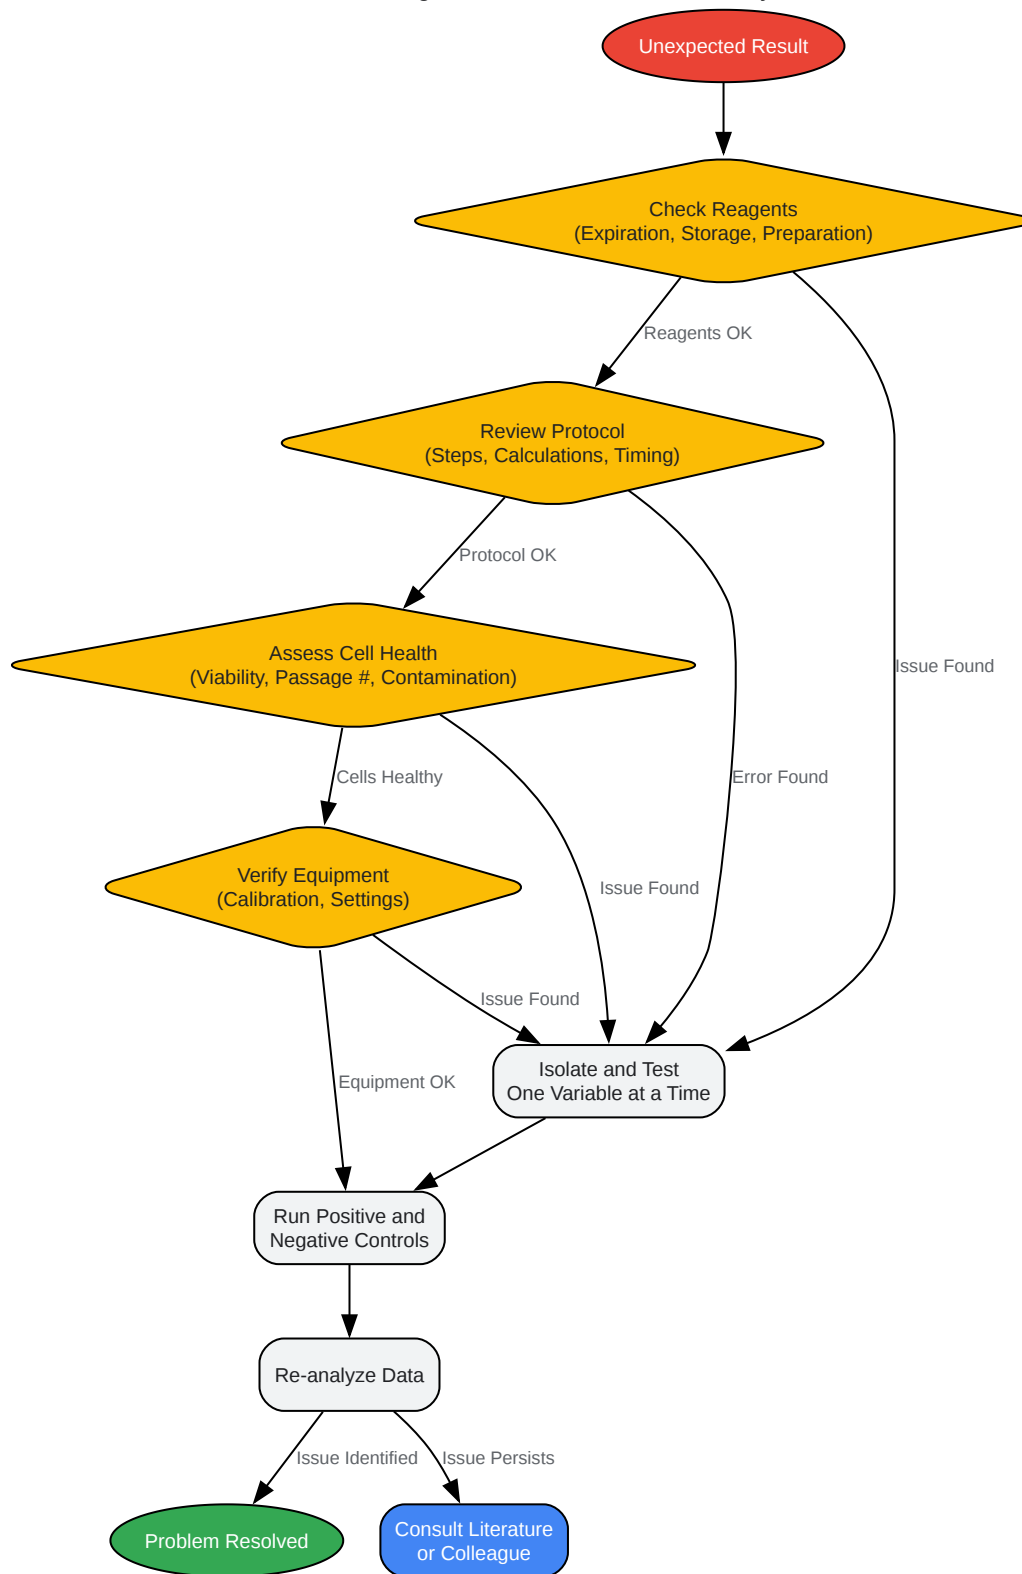 Unexpected Result
Check Reagents
(Expiration, Storage, Preparation)
Reagents OK
Review Protocol
(Steps, Calculations, Timing)
Protocol OK
Assess Cell Health
(Viability, Passage #, Contamination)
Issue Found
Cells Healthy
Error Found
Verify Equipment
(Calibration, Settings)
Issue Found
Issue Found
Equipment OK
Isolate and Test
One Variable at a Time
Run Positive and
Negative Controls
Re-analyze Data
Issue Identified
Issue Persists
Problem Resolved
Consult Literature
or Colleague